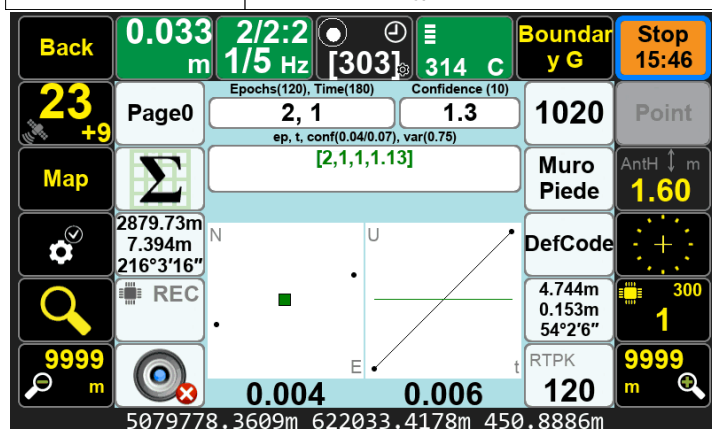 Back
0.033
m
2/2:2
1/5 Hz
[303]
314 C
Boundar
y G
Stop
15:46
23
+9
Page0
Epochs(120), Time(180)
2, 1
Confidence (10)
1.3
ep, t, conf(0.04/0.07), var(0.75)
[2,1,1,1.13]
1020
Point
Map
Σ
Muro
Piede
AntH m
1.60
2879.73m
7.394m
216°3′16″
N
E
U
t
DefCode
REC
4.744m
0.153m
54°2′6″
300
1
9999
m
0.004
0.006
RTPK
120
9999
m
5079778.3609m 622033.4178m 450.8886m